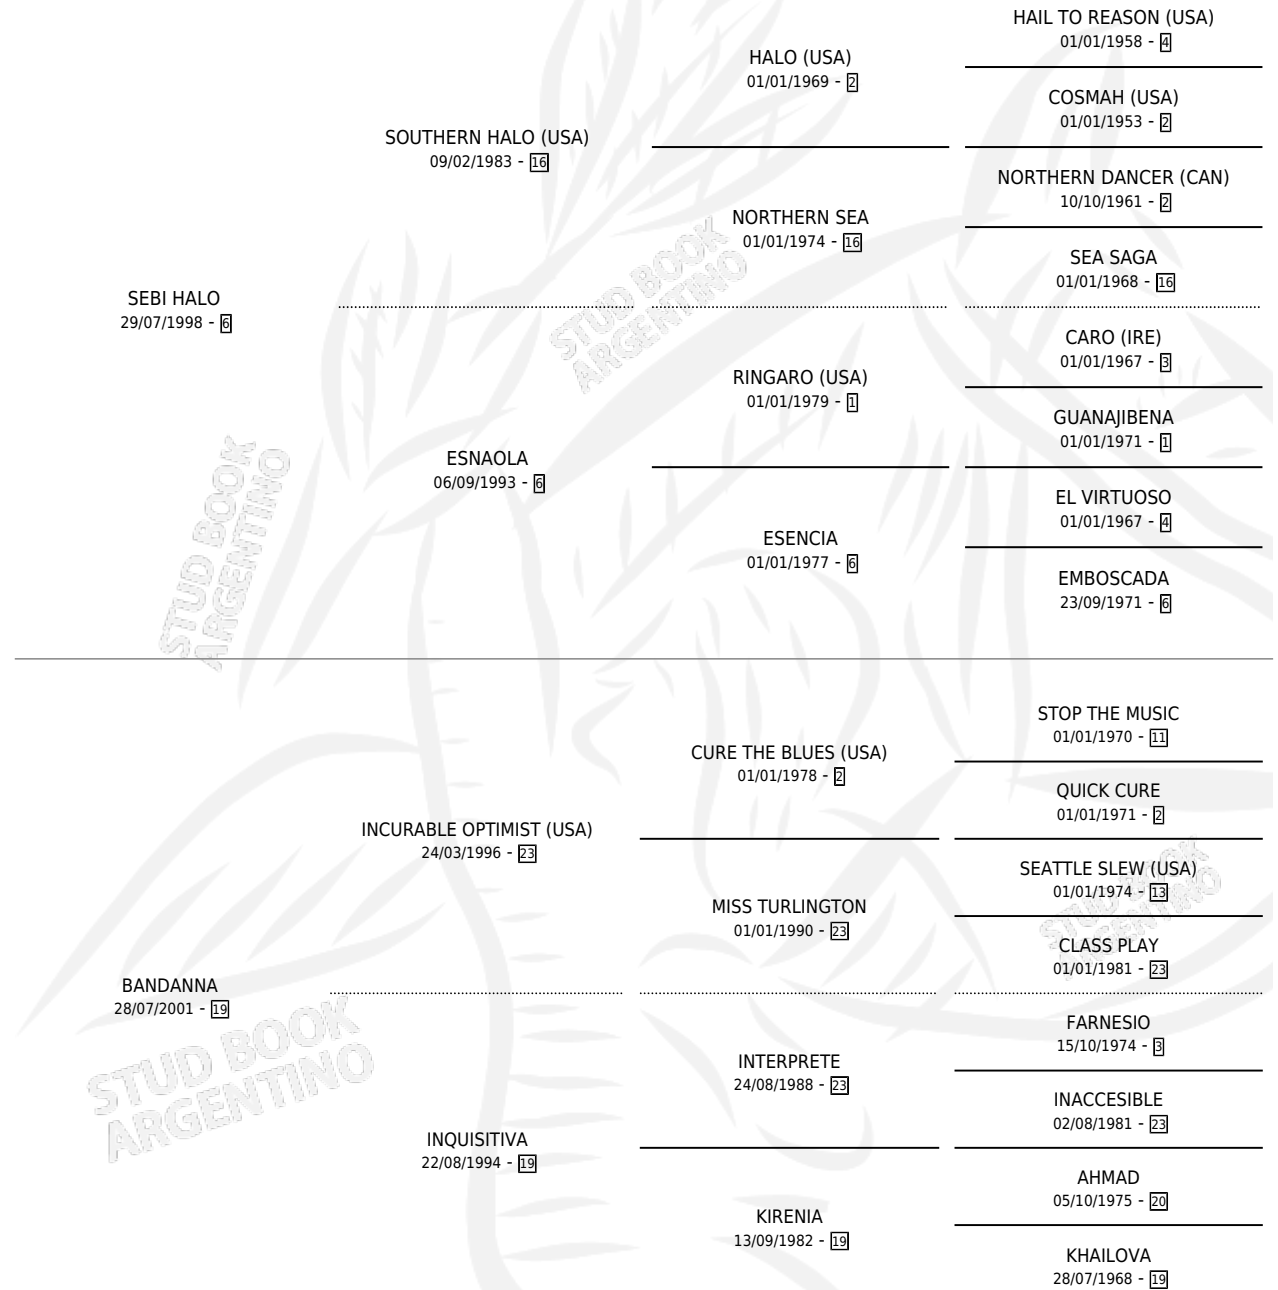 HAIL TO REASON (USA)
01/01/1958 - 4
HALO (USA)
01/01/1969 - 2
COSMAH (USA)
01/01/1953 - 2
SOUTHERN HALO (USA)
09/02/1983 - 16
NORTHERN DANCER (CAN)
10/10/1961 - 2
NORTHERN SEA
01/01/1974 - 16
SEA SAGA
01/01/1968 - 16
SEBI HALO
29/07/1998 - 6
CARO (IRE)
01/01/1967 - 3
RINGARO (USA)
01/01/1979 - 1
GUANAJIBENA
01/01/1971 - 1
ESNAOLA
06/09/1993 - 6
EL VIRTUOSO
01/01/1967 - 4
ESENCIA
01/01/1977 - 6
EMBOSCADA
23/09/1971 - 6
STUD BOOK
ARGENTINO
STUD BOOK
ARGENTINO
STOP THE MUSIC
01/01/1970 - 11
CURE THE BLUES (USA)
01/01/1978 - 2
QUICK CURE
01/01/1971 - 2
INCURABLE OPTIMIST (USA)
24/03/1996 - 23
SEATTLE SLEW (USA)
01/01/1974 - 13
MISS TURLINGTON
01/01/1990 - 23
CLASS PLAY
01/01/1981 - 23
BANDANNA
28/07/2001 - 19
FARNESIO
15/10/1974 - 3
INTERPRETE
24/08/1988 - 23
INACCESIBLE
02/08/1981 - 23
INQUISITIVA
22/08/1994 - 19
AHMAD
05/10/1975 - 20
KIRENIA
13/09/1982 - 19
KHAILOVA
28/07/1968 - 19
STUD BOOK
ARGENTINO
STUD BOOK
ARGENTINO